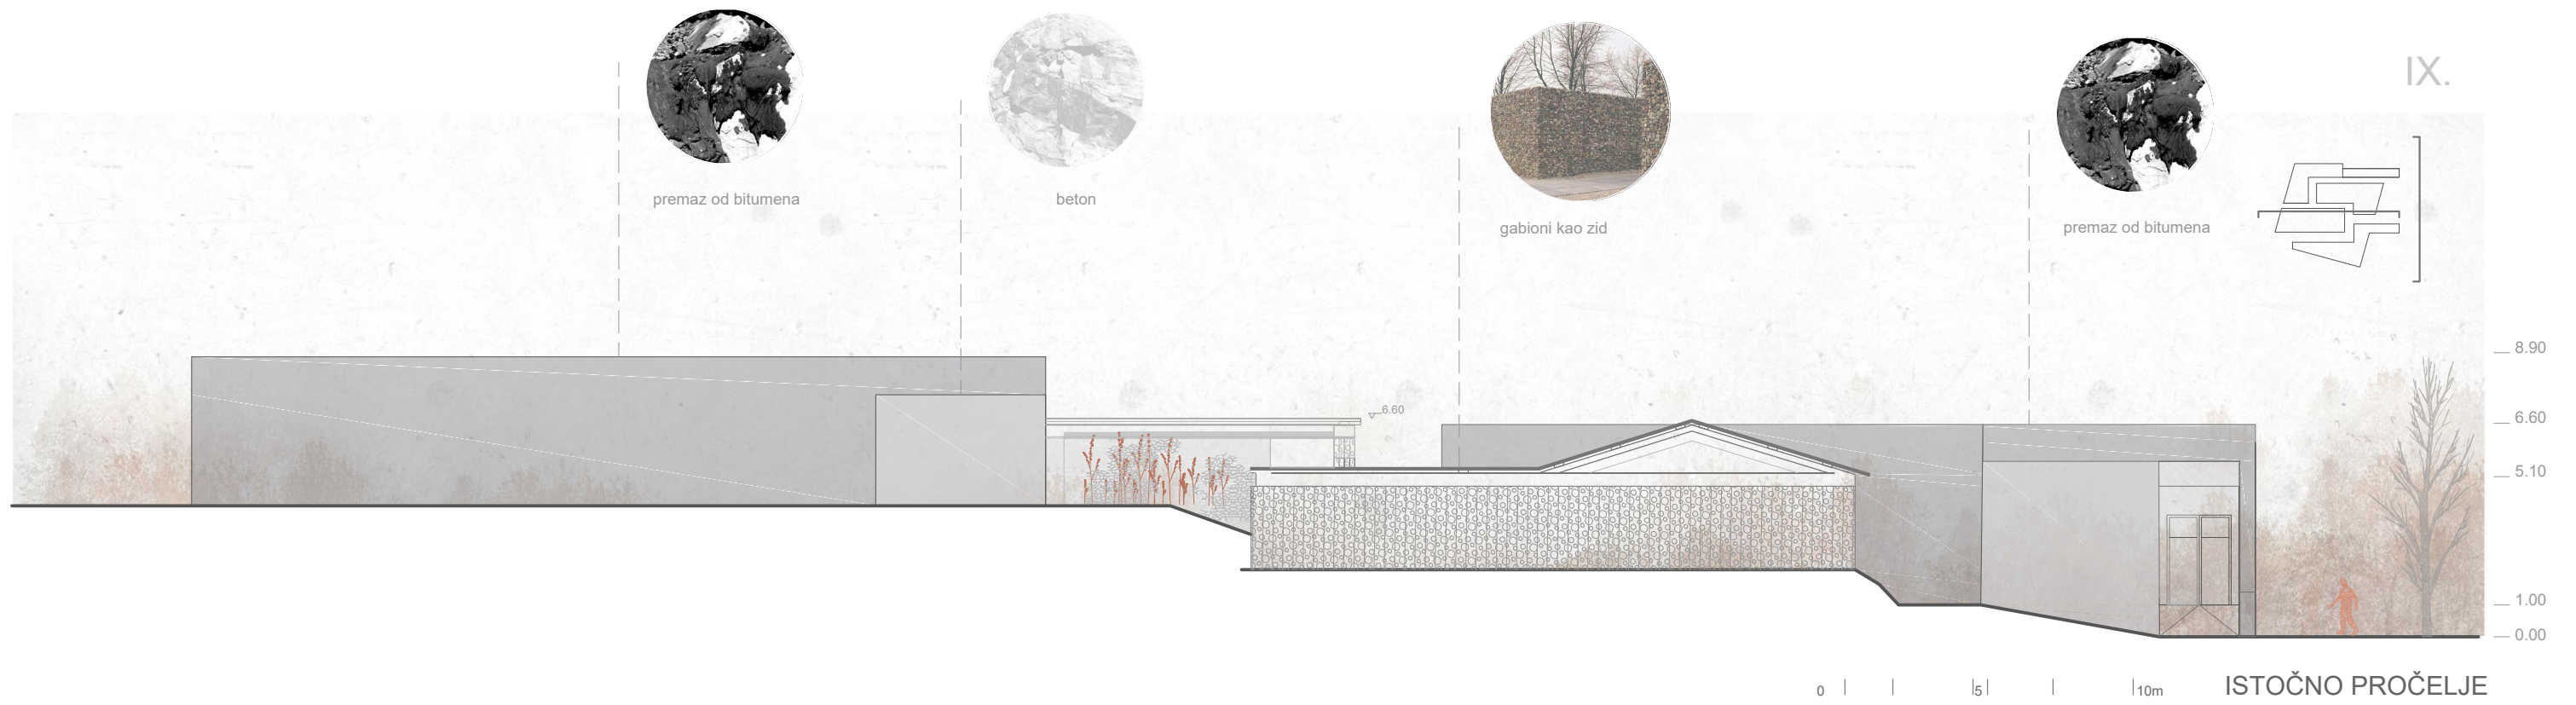 IX.
premaz od bitumena
beton
gabioni kao zid
premaz od bitumena
8.90
6.60
6.60
5.10
1.00
0.00
0
5
10m
ISTOČNO PROČELJE